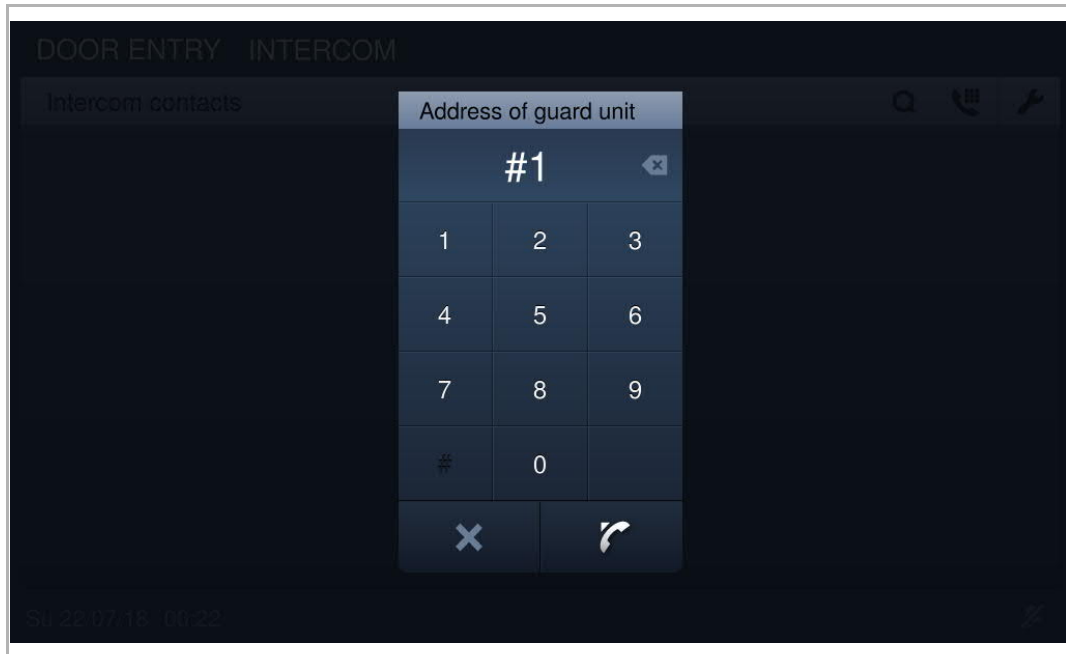 DOOR ENTRY INTERCOM
Intercom contacts
Address of guard unit
#1
1 2 3
4 5 6
7 8 9
# 0
Su 22/07/18 00:22